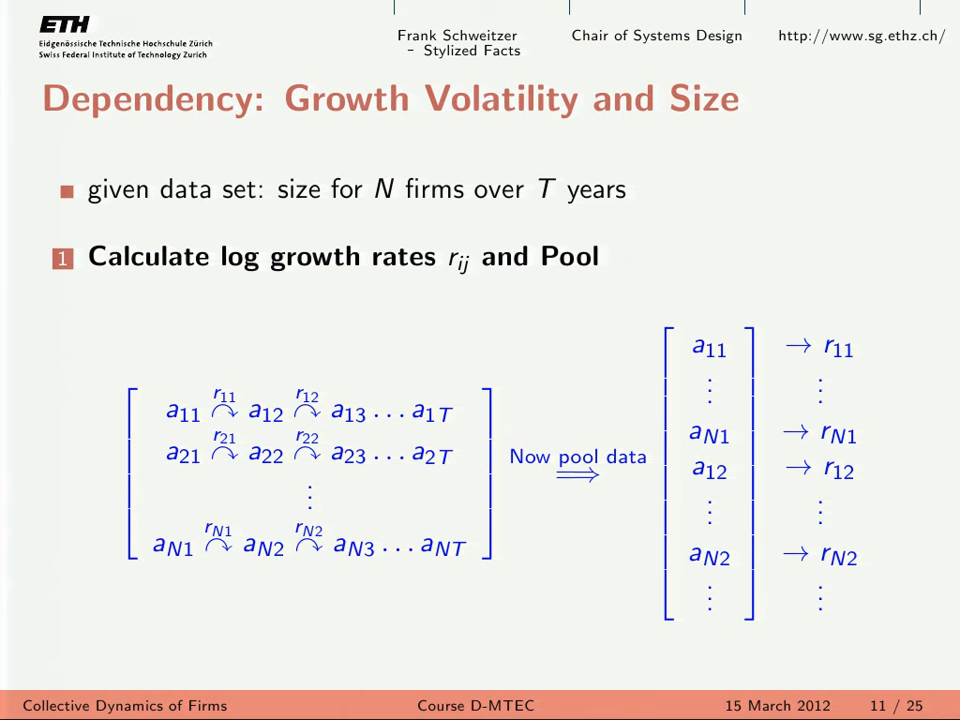 ETH
Eidgenössische Technische Hochschule Zürich
Swiss Federal Institute of Technology Zurich
Frank Schweitzer
– Stylized Facts
Chair of Systems Design
http://www.sg.ethz.ch/
Dependency: Growth Volatility and Size
given data set: size for N firms over T years
1 Calculate log growth rates r_ij and Pool
r_11 r_12
a_11 ↷ a_12 ↷ a_13 … a_1T
r_21 r_22
a_21 ↷ a_22 ↷ a_23 … a_2T
⋮
r_N1 r_N2
a_N1 ↷ a_N2 ↷ a_N3 … a_NT
Now pool data
⟹
a_11 → r_11
⋮ ⋮
a_N1 → r_N1
a_12 → r_12
⋮ ⋮
a_N2 → r_N2
⋮ ⋮
Collective Dynamics of Firms
Course D-MTEC
15 March 2012
11 / 25